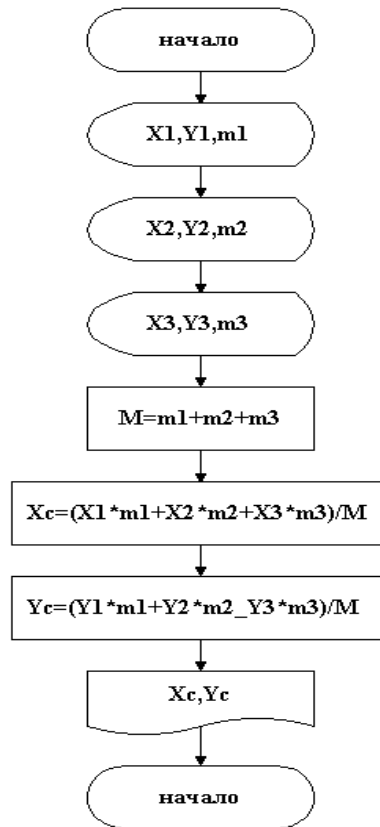 начало
X1,Y1,m1
X2,Y2,m2
X3,Y3,m3
M=m1+m2+m3
Xc=(X1*m1+X2*m2+X3*m3)/M
Yc=(Y1*m1+Y2*m2_Y3*m3)/M
Xc,Yc
начало